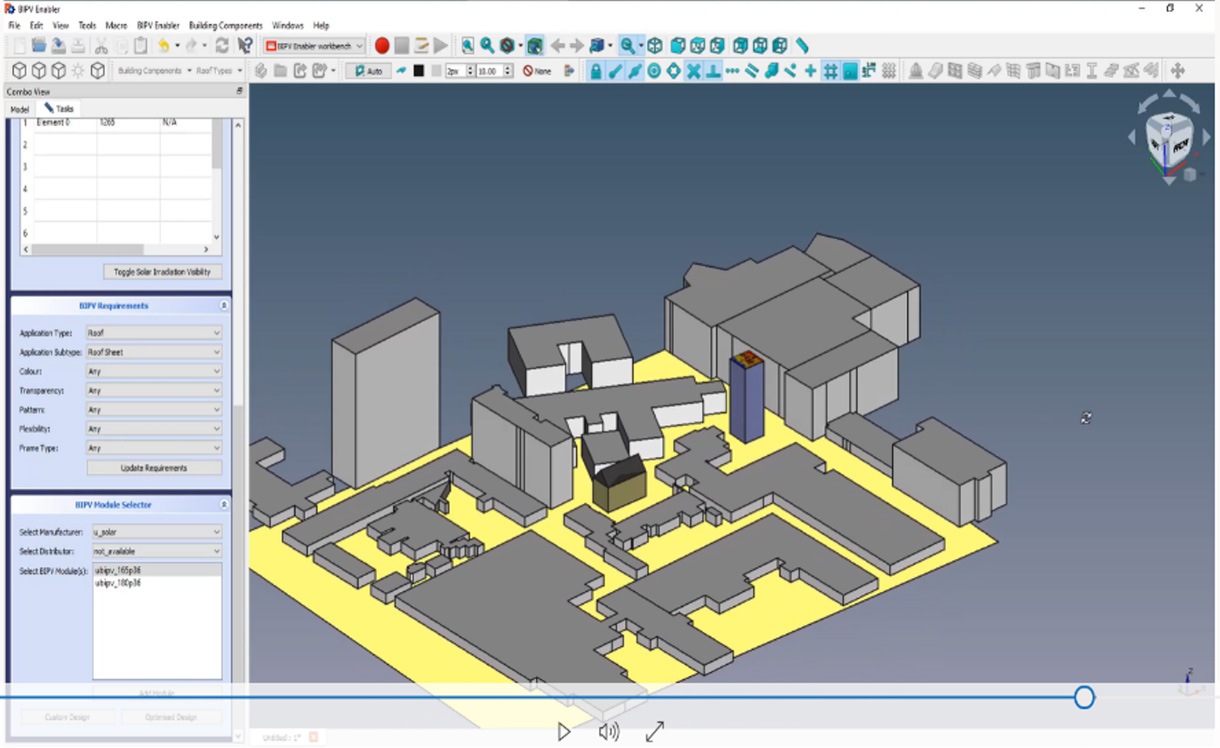 BIPV Enabler
File Edit View Tools Macro BIPV Enabler Building Components Windows Help
BIPV Enabler workbench
Building Components Roof Types Auto 2px 10.00 None
Combo View
Model Tasks
1 Element 0 1265 N/A
2
3
4
5
6
Toggle Solar Irradiation Visibility
BIPV Requirements
Application Type: Roof
Application Subtype: Roof Sheet
Colour: Any
Transparency: Any
Pattern: Any
Flexibility: Any
Frame Type: Any
Update Requirements
BIPV Module Selector
Select Manufacturer: u_solar
Select Distributor: not_available
Select BIPV Module(s): ubipv_165p36
ubipv_180p36
Add Module
Custom Design Optimised Design
Untitled : 1*
Z